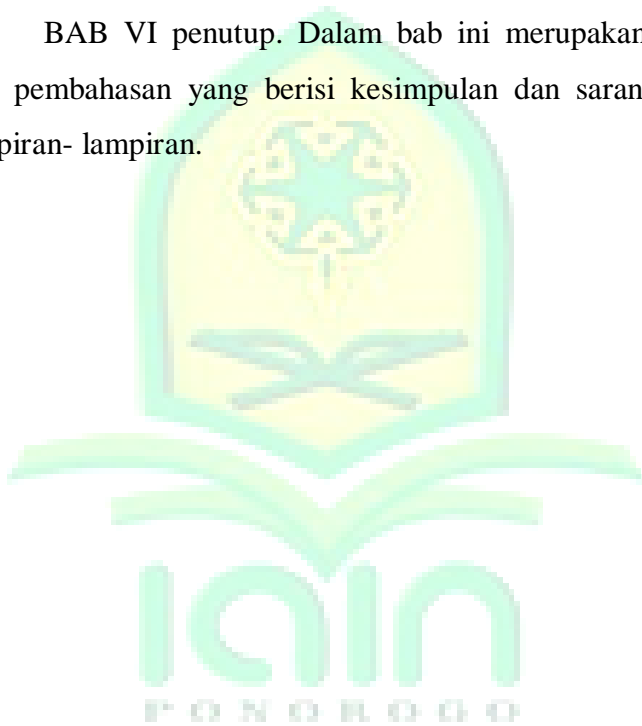 BAB VI penutup. Dalam bab ini merupakan
pembahasan yang berisi kesimpulan dan saran
piran- lampiran.
iain
PONOROGO